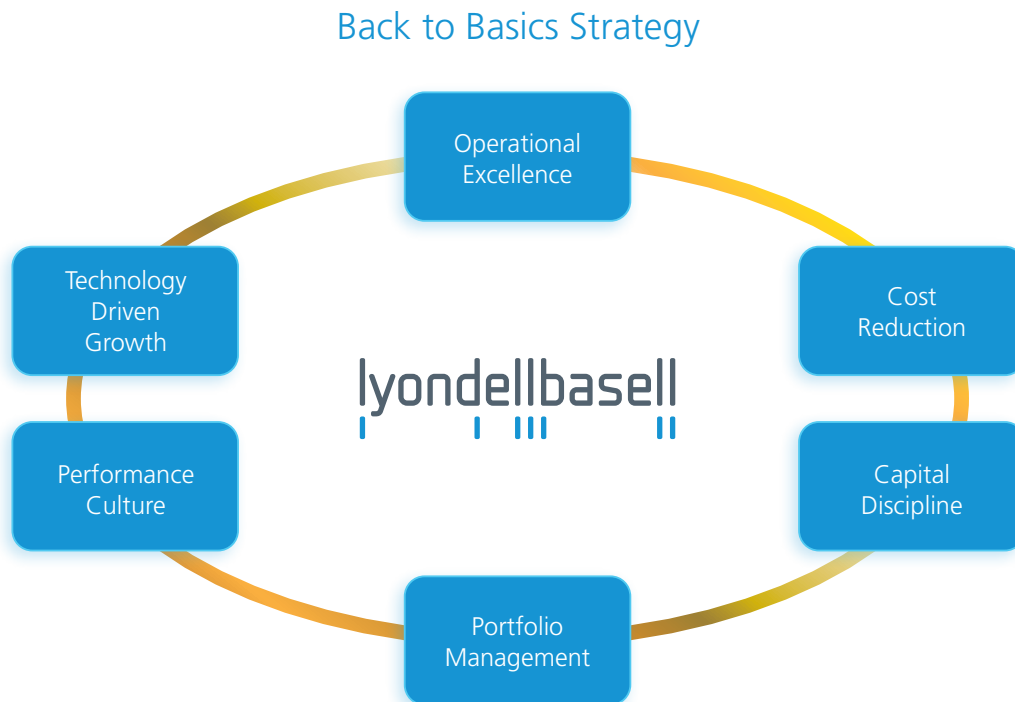 Back to Basics Strategy
Operational
Excellence
Technology
Driven
Growth
Cost
Reduction
lyondellbasell
Performance
Culture
Capital
Discipline
Portfolio
Management